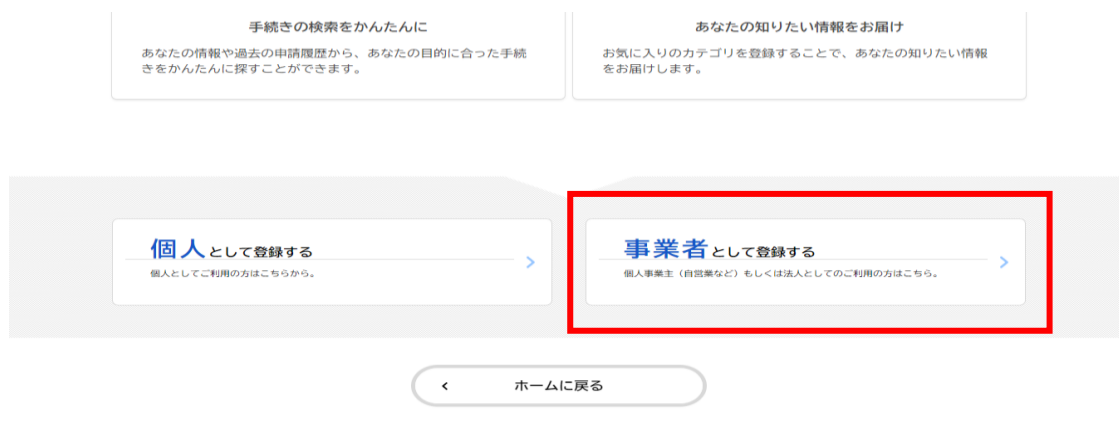 手続きの検索をかんたんに
あなたの情報や過去の申請履歴から、あなたの目的に合った手続
きをかんたんに探すことができます。
あなたの知りたい情報をお届け
お気に入りのカテゴリを登録することで、あなたの知りたい情報
をお届けします。
個人として登録する
個人としてご利用の方はこちらから。
事業者として登録する
個人事業主（自営業など）もしくは法人としてのご利用の方はこちら。
ホームに戻る